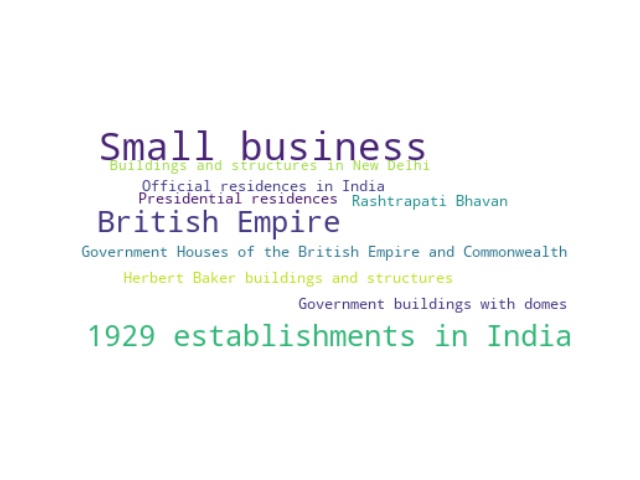 Small business
Buildings and structures in New Delhi
Official residences in India
Presidential residences
Rashtrapati Bhavan
British Empire
Government Houses of the British Empire and Commonwealth
Herbert Baker buildings and structures
Government buildings with domes
1929 establishments in India